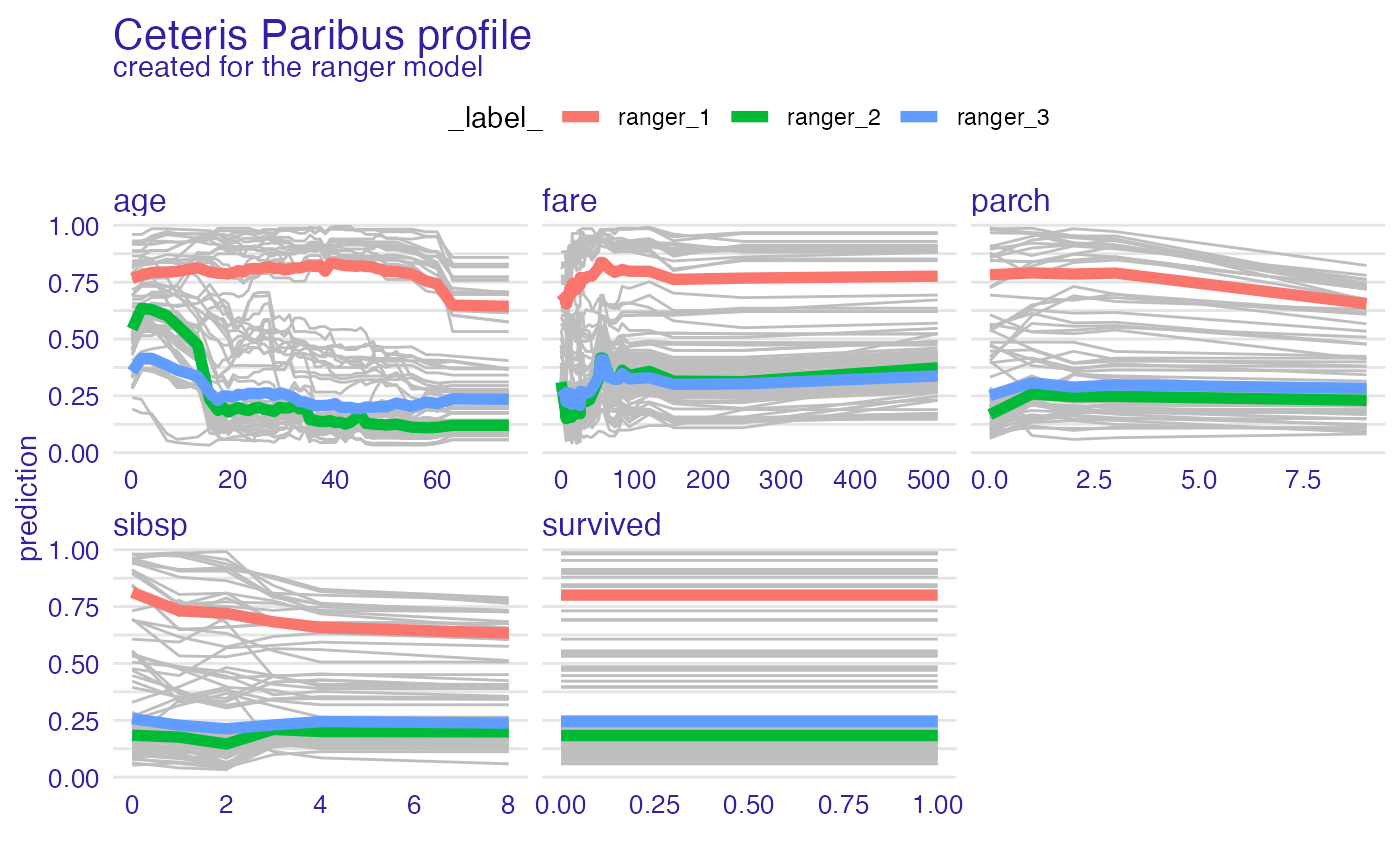 Ceteris Paribus profile
created for the ranger model
_label_ ranger_1 ranger_2 ranger_3
age fare parch
1.00
0.75
0.50
0.25
0.00
0 20 40 60 0 100 200 300 400 500 0.0 2.5 5.0 7.5
prediction
sibsp survived
1.00
0.75
0.50
0.25
0.00
0 2 4 6 8 0.00 0.25 0.50 0.75 1.00